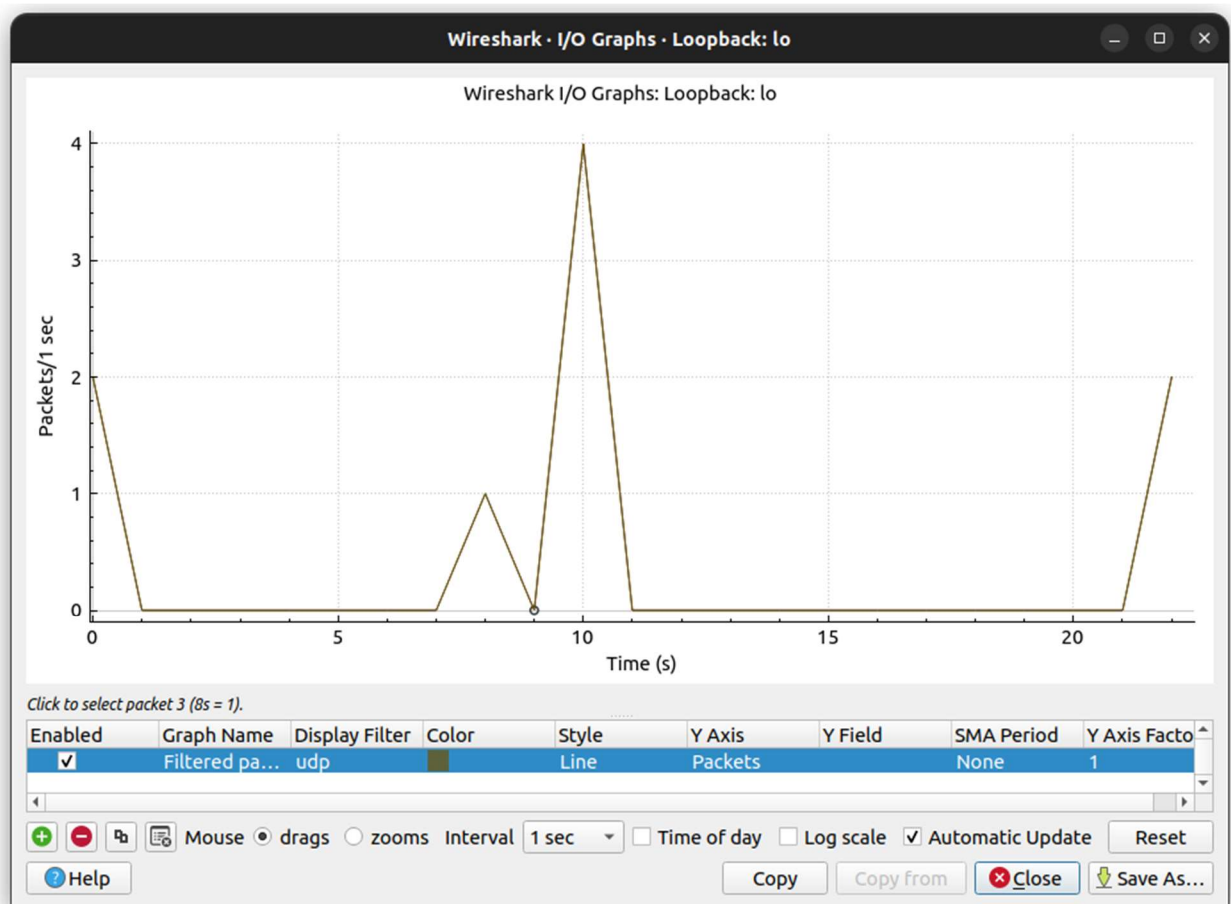 Wireshark · I/O Graphs · Loopback: lo
Wireshark I/O Graphs: Loopback: lo
4
3
2
1
0
Packets/1 sec
0 5 10 15 20
Time (s)
Click to select packet 3 (8s = 1).
Enabled Graph Name Display Filter Color Style Y Axis Y Field SMA Period Y Axis Facto
Filtered pa... udp Line Packets None 1
Mouse drags zooms Interval 1 sec Time of day Log scale Automatic Update Reset
Help Copy Copy from Close Save As...